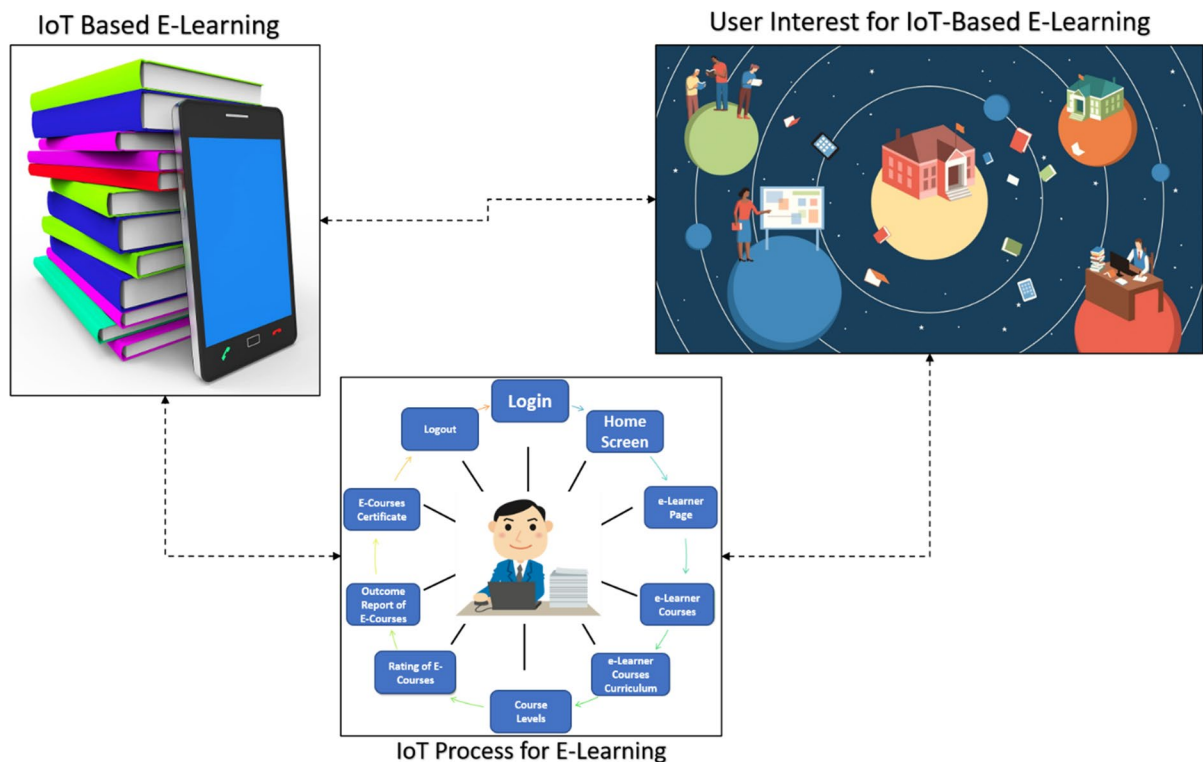 IoT Based E-Learning
User Interest for IoT-Based E-Learning
Login
Home
Screen
e-Learner
Page
e-Learner
Courses
e-Learner
Courses
Curriculum
Course
Levels
Rating of E-
Courses
Outcome
Report of
E-Courses
E-Courses
Certificate
Logout
IoT Process for E-Learning